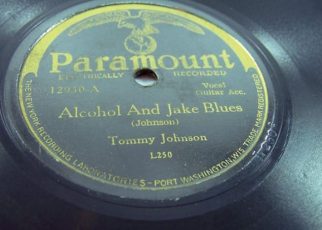 Paramount
ELECTRICALLY RECORDED
12950-A
Vocal
Guitar Acc.
Alcohol And Jake Blues
(Johnson)
Tommy Johnson
L250
THE NEW YORK RECORDING LABORATORIES - PORT WASHINGTON, WIS. TRADE MARK REGISTERED